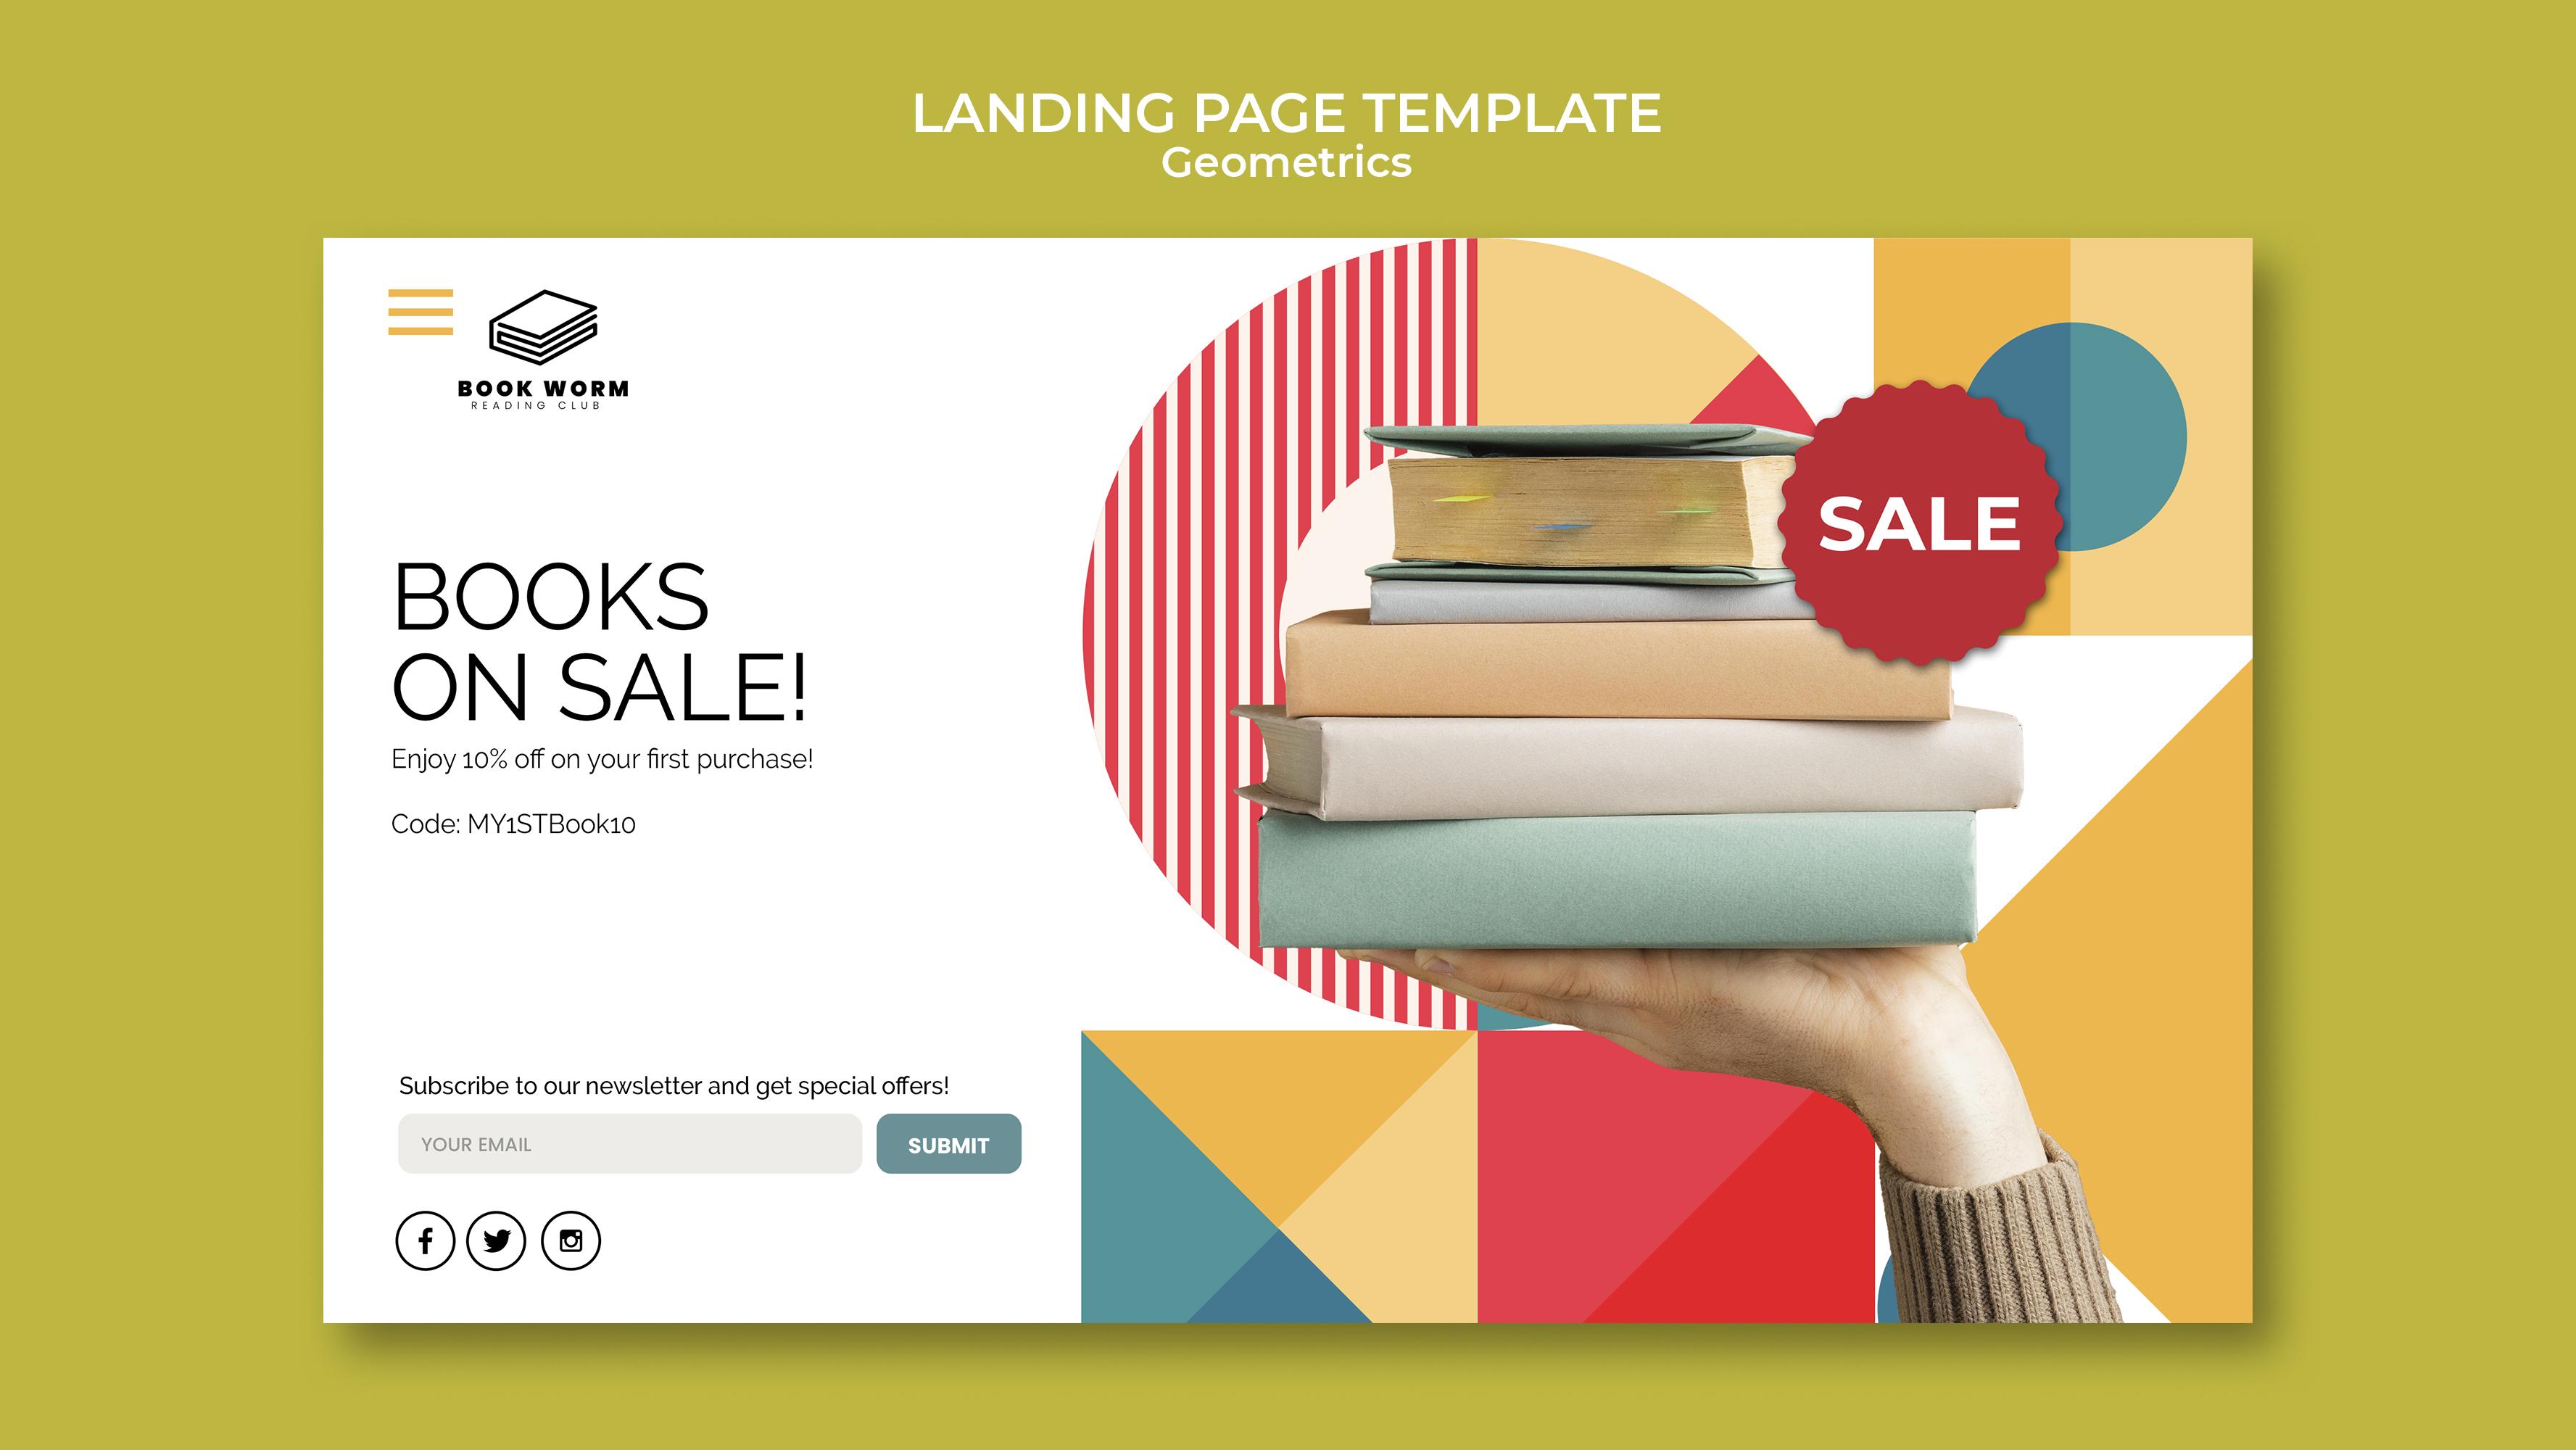 LANDING PAGE TEMPLATE
Geometrics
BOOK WORM
READING CLUB
BOOKS
ON SALE!
Enjoy 10% off on your first purchase!
Code: MY1STBook10
SALE
Subscribe to our newsletter and get special offers!
YOUR EMAIL
SUBMIT